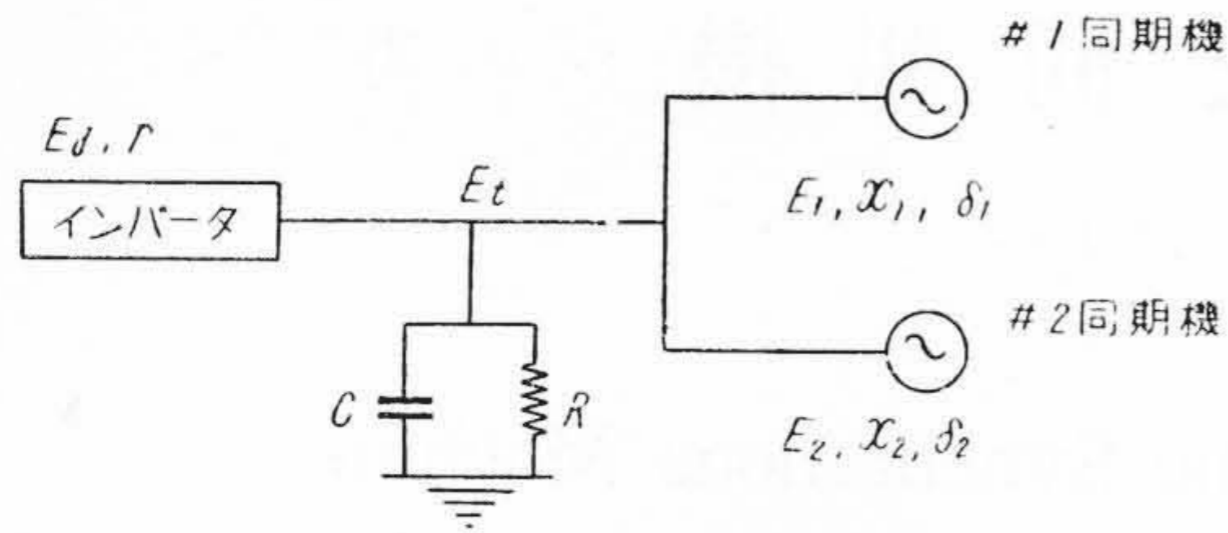 #1同期機
Ed, r
インバータ
Et
E1, x1, δ1
#2同期機
C
R
E2, x2, δ2